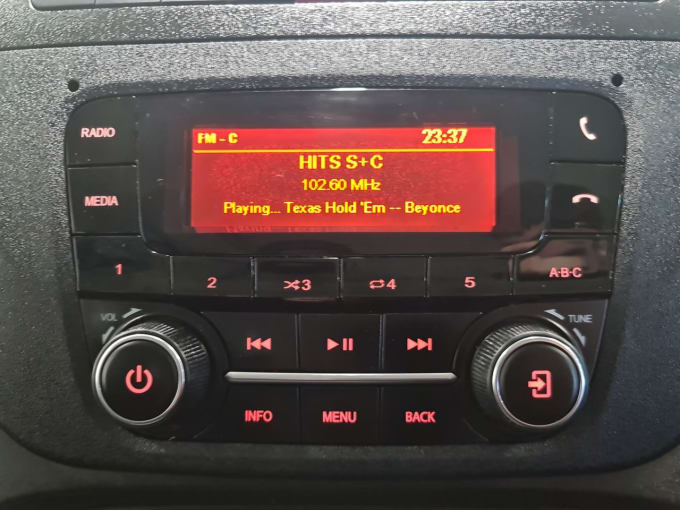 RADIO
FM - C 23:37
HITS S+C
102.60 MHz
Playing... Texas Hold 'Em -- Beyonce
MEDIA
1 2 3 4 5 A·B·C
VOL TUNE
INFO MENU BACK